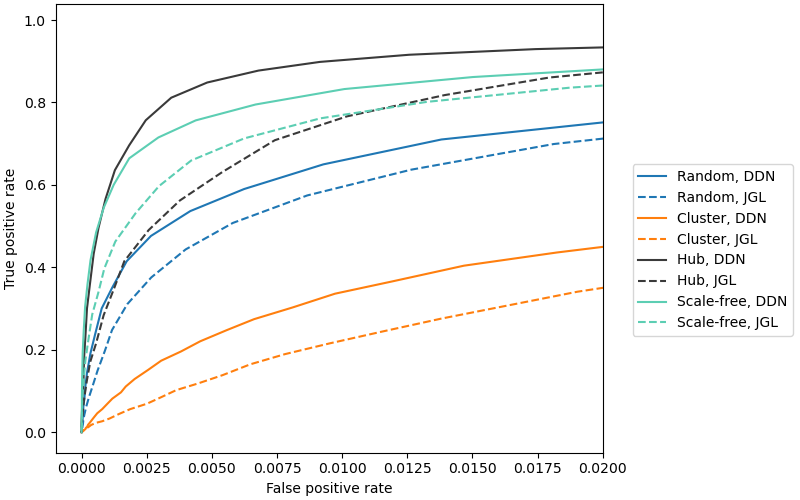 1.0
0.8
0.6
0.4
0.2
0.0
True positive rate
0.0000 0.0025 0.0050 0.0075 0.0100 0.0125 0.0150 0.0175 0.0200
False positive rate
Random, DDN
Random, JGL
Cluster, DDN
Cluster, JGL
Hub, DDN
Hub, JGL
Scale-free, DDN
Scale-free, JGL